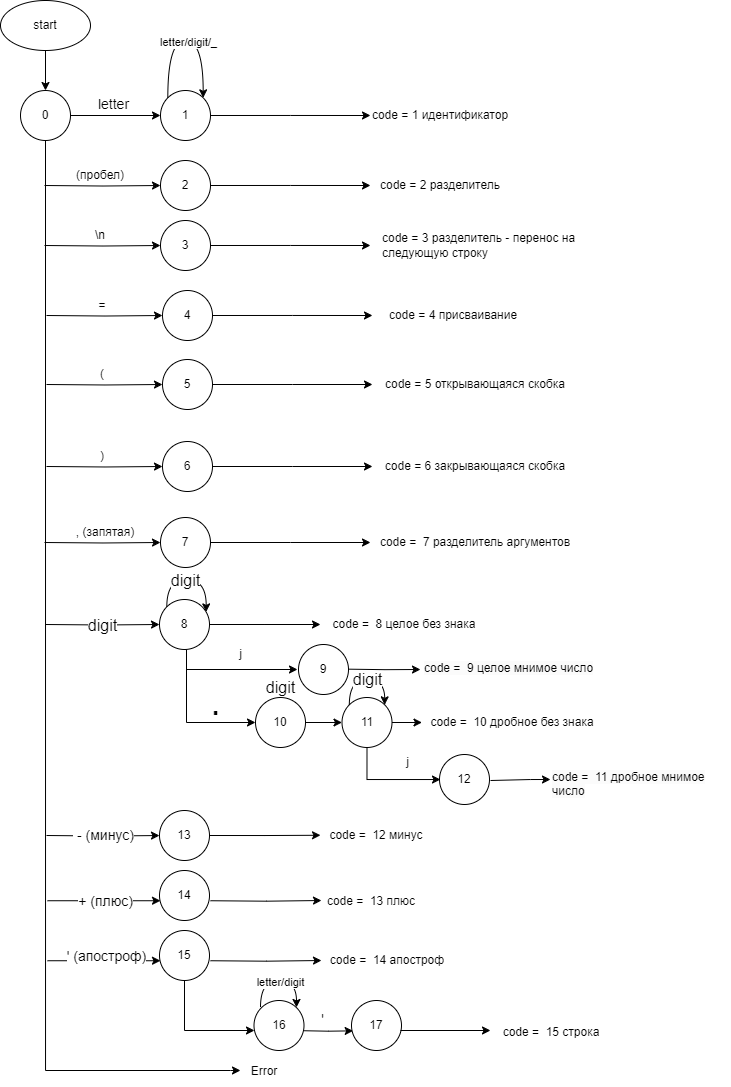 start
letter/digit/_
0
letter
1
code = 1 идентификатор
(пробел)
2
code = 2 разделитель
\n
3
code = 3 разделитель - перенос на
следующую строку
=
4
code = 4 присваивание
(
5
code = 5 открывающаяся скобка
)
6
code = 6 закрывающаяся скобка
, (запятая)
7
code =  7 разделитель аргументов
digit
digit
8
code =  8 целое без знака
j
9
code =  9 целое мнимое число
.
digit
10
digit
11
code =  10 дробное без знака
j
12
code =  11 дробное мнимое
число
- (минус)
13
code =  12 минус
+ (плюс)
14
code =  13 плюс
' (апостроф)
15
code =  14 апостроф
letter/digit
16
'
17
code =  15 строка
Error